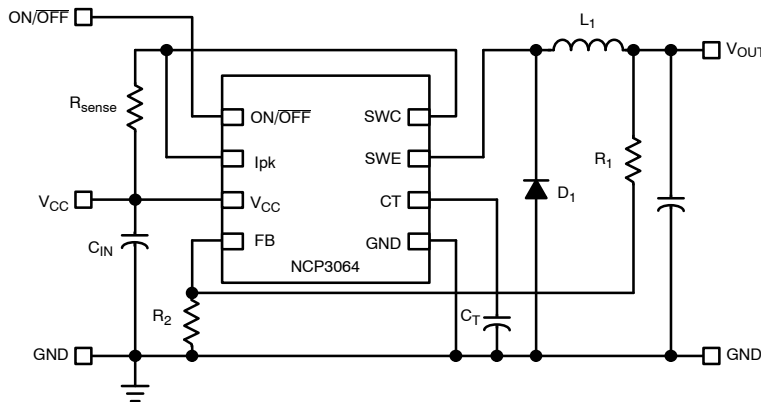 ON/OFF
L1
VOUT
Rsense
ON/OFF
SWC
Ipk
SWE
R1
VCC
VCC
CT
D1
CIN
FB
GND
NCP3064
R2
CT
GND
GND